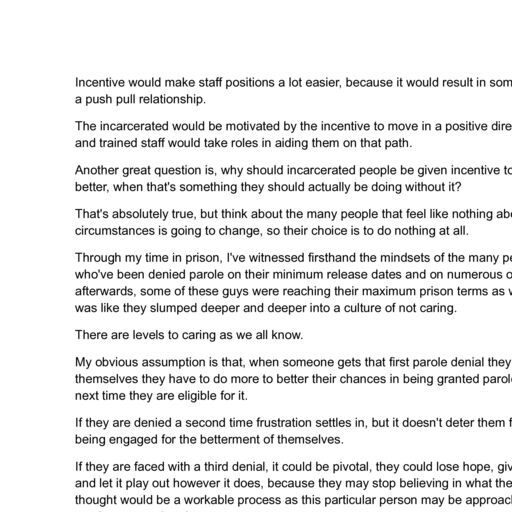 Incentive would make staff positions a lot easier, because it would result in som
a push pull relationship.
The incarcerated would be motivated by the incentive to move in a positive dire
and trained staff would take roles in aiding them on that path.
Another great question is, why should incarcerated people be given incentive to
better, when that's something they should actually be doing without it?
That's absolutely true, but think about the many people that feel like nothing abo
circumstances is going to change, so their choice is to do nothing at all.
Through my time in prison, I've witnessed firsthand the mindsets of the many pe
who've been denied parole on their minimum release dates and on numerous o
afterwards, some of these guys were reaching their maximum prison terms as w
was like they slumped deeper and deeper into a culture of not caring.
There are levels to caring as we all know.
My obvious assumption is that, when someone gets that first parole denial they
themselves they have to do more to better their chances in being granted parol
next time they are eligible for it.
If they are denied a second time frustration settles in, but it doesn't deter them f
being engaged for the betterment of themselves.
If they are faced with a third denial, it could be pivotal, they could lose hope, giv
and let it play out however it does, because they may stop believing in what the
thought would be a workable process as this particular person may be approac